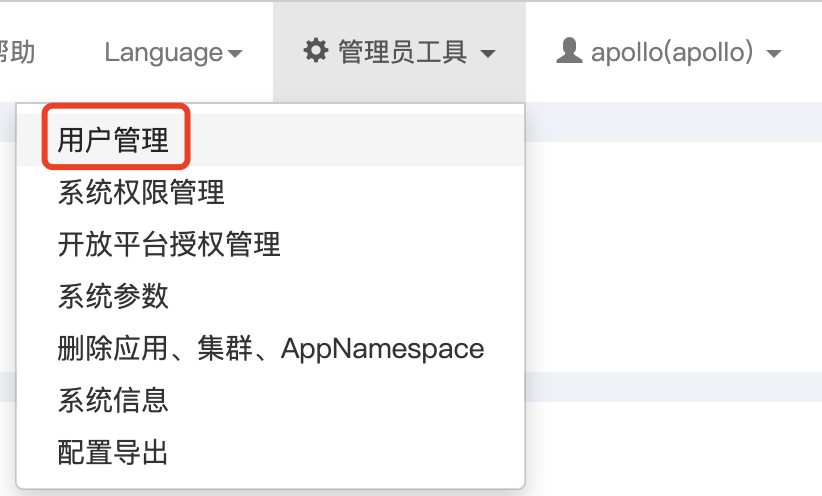 帮助 Language 管理员工具 apollo(apollo)
用户管理
系统权限管理
开放平台授权管理
系统参数
删除应用、集群、AppNamespace
系统信息
配置导出